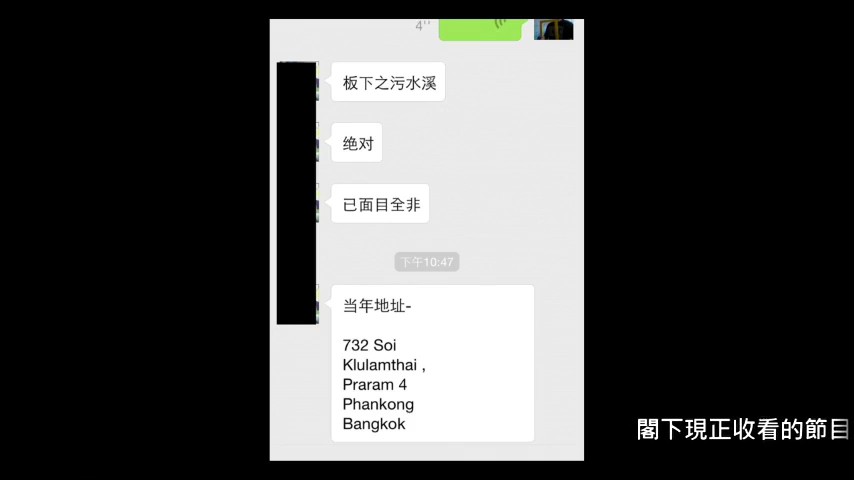 4"
板下之污水溪
绝对
已面目全非
下午10:47
当年地址-
732 Soi
Klulamthai ,
Praram 4
Phankong
Bangkok
閣下現正收看的節目